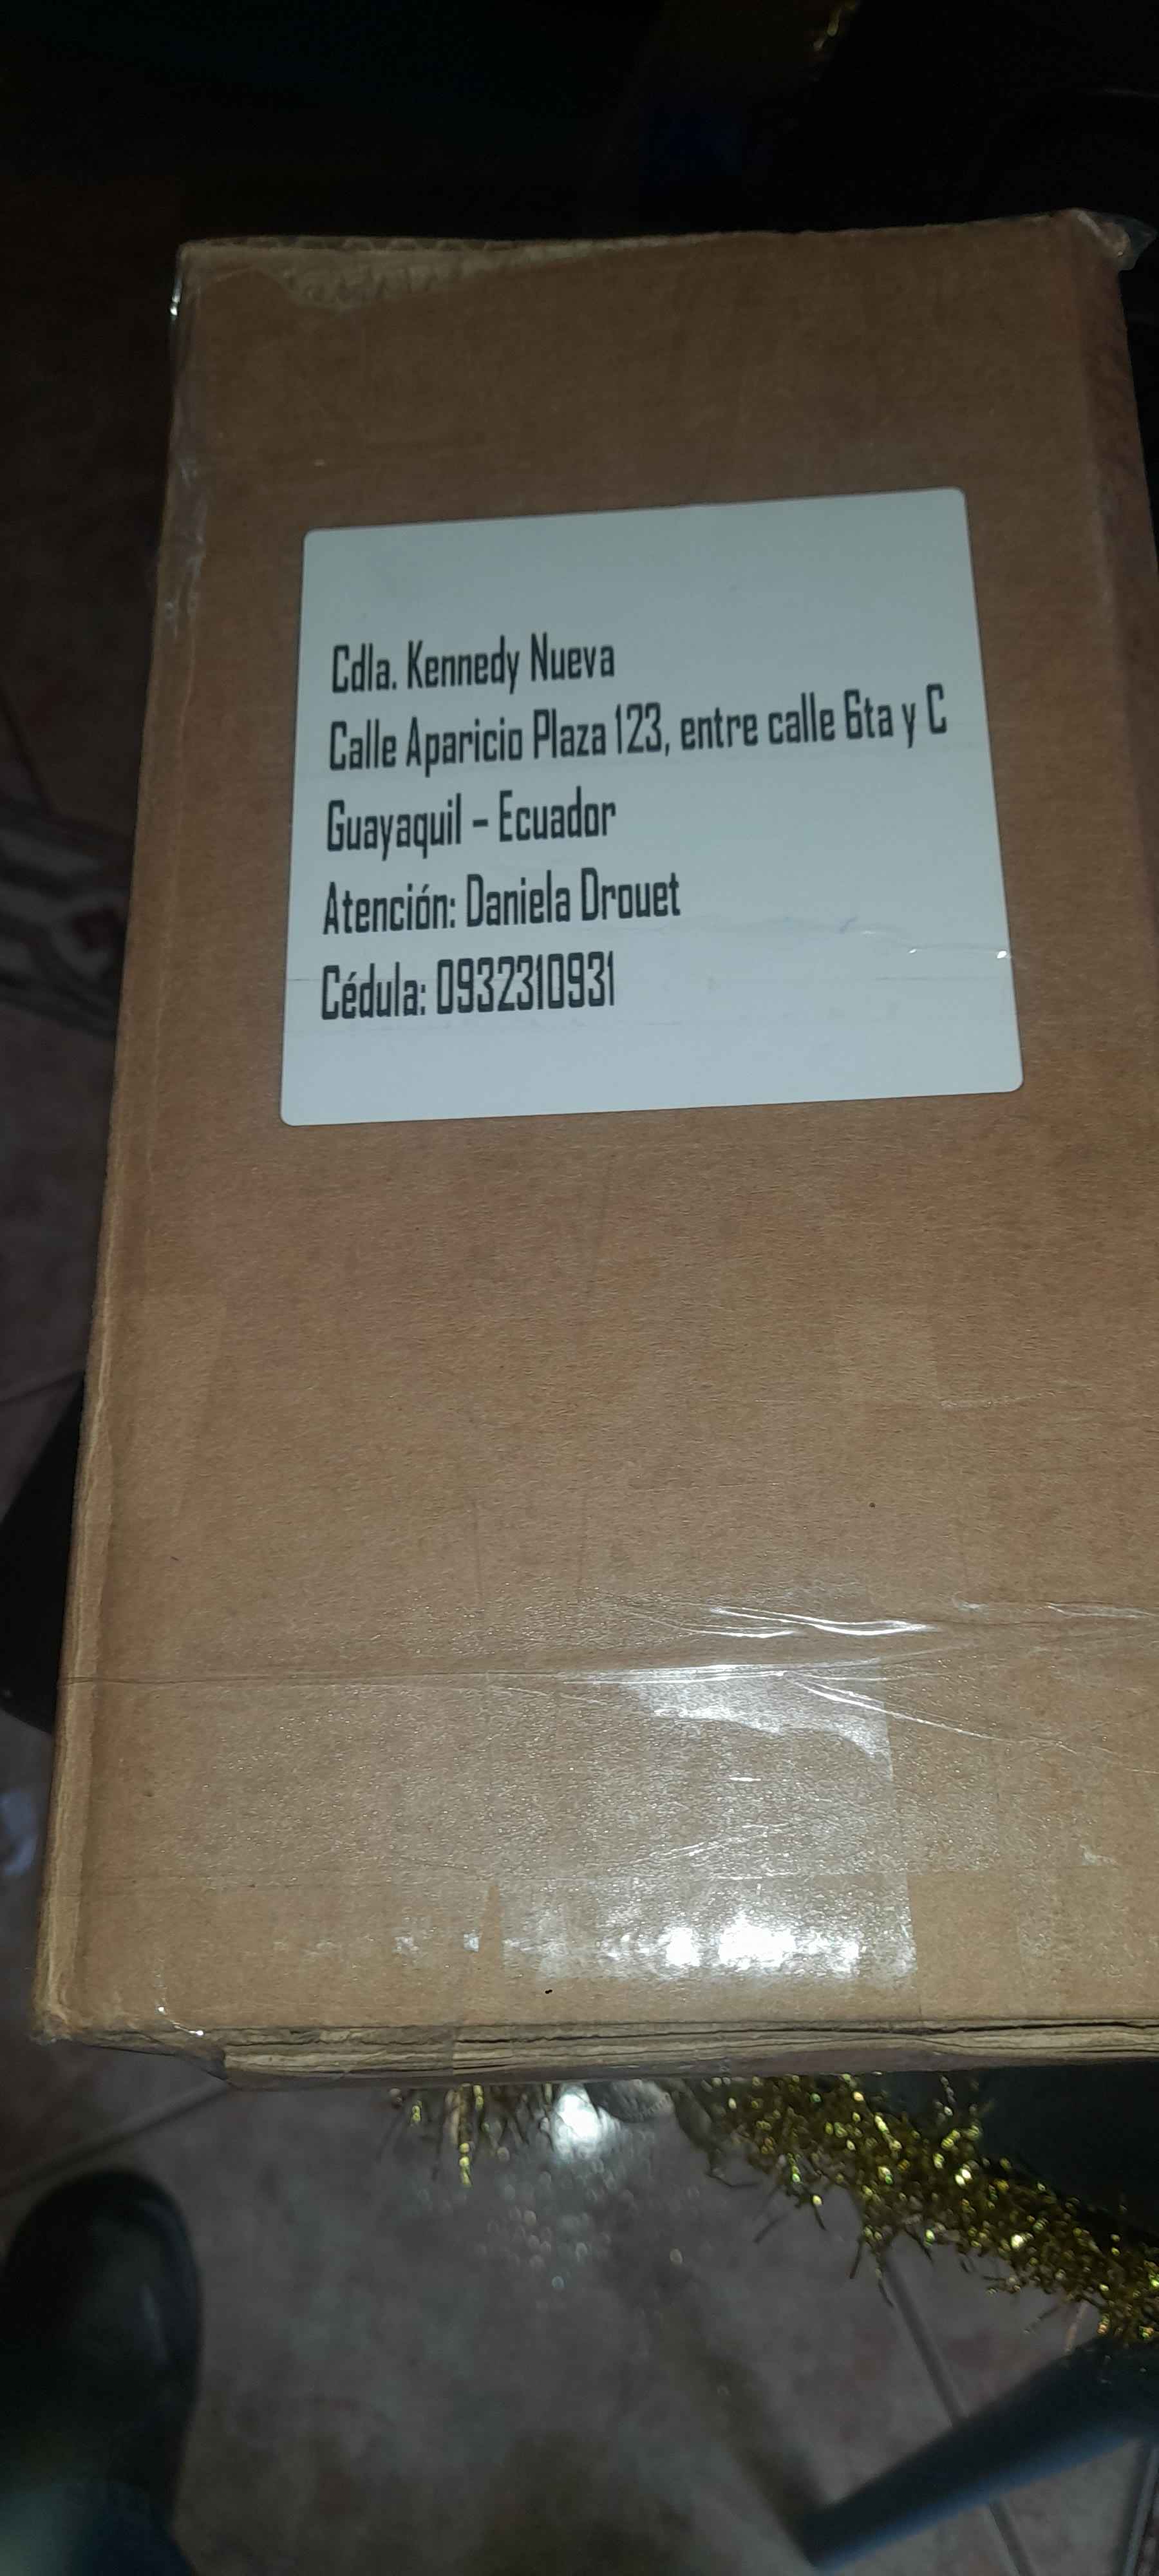 Cdla. Kennedy Nueva
Calle Aparicio Plaza 123, entre calle 6ta y C
Guayaquil – Ecuador
Atención: Daniela Drouet
Cédula: 0932310931